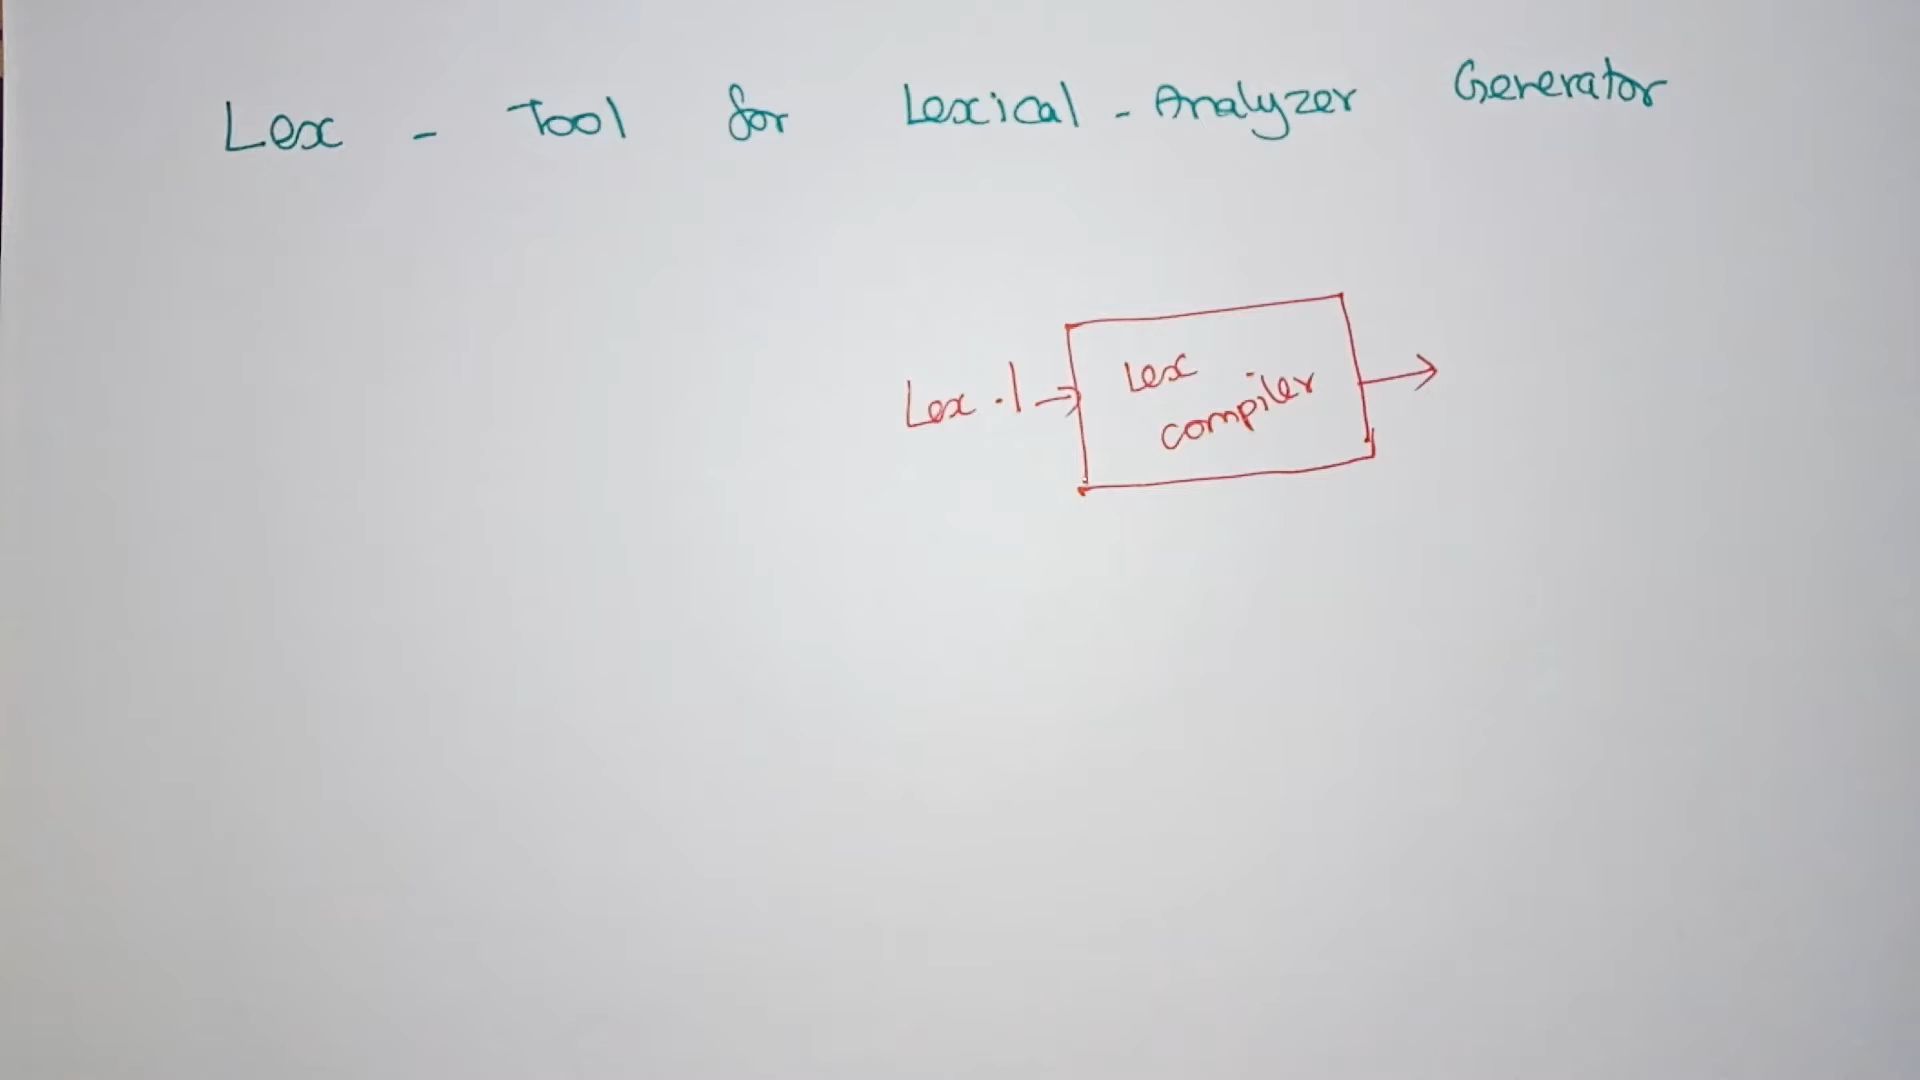 Lex - Tool for Lexical - Analyzer Generator
Lex .l
Lex
compiler